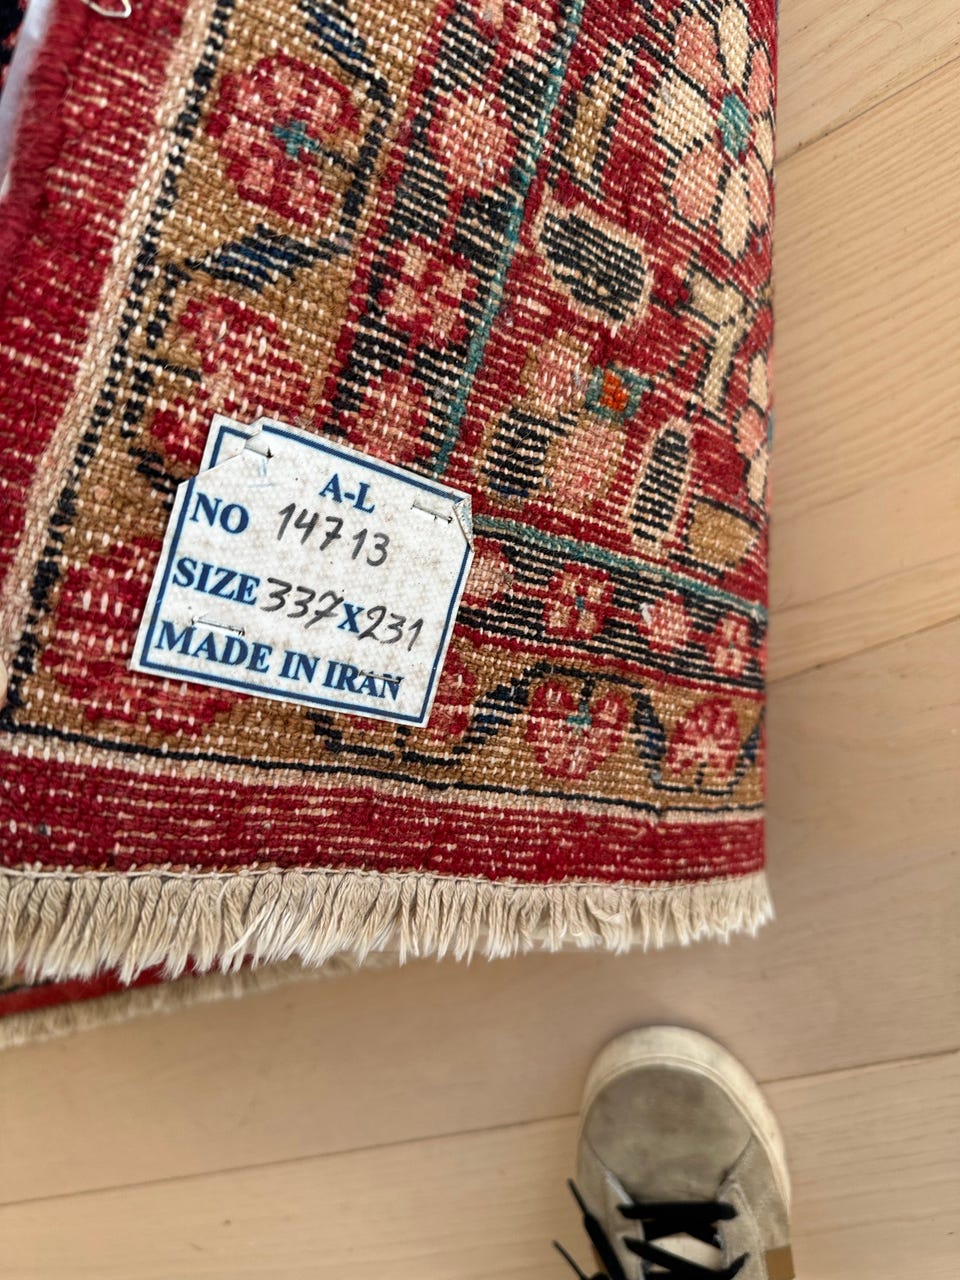 A-L
NO 14713
SIZE 337X231
MADE IN IRAN